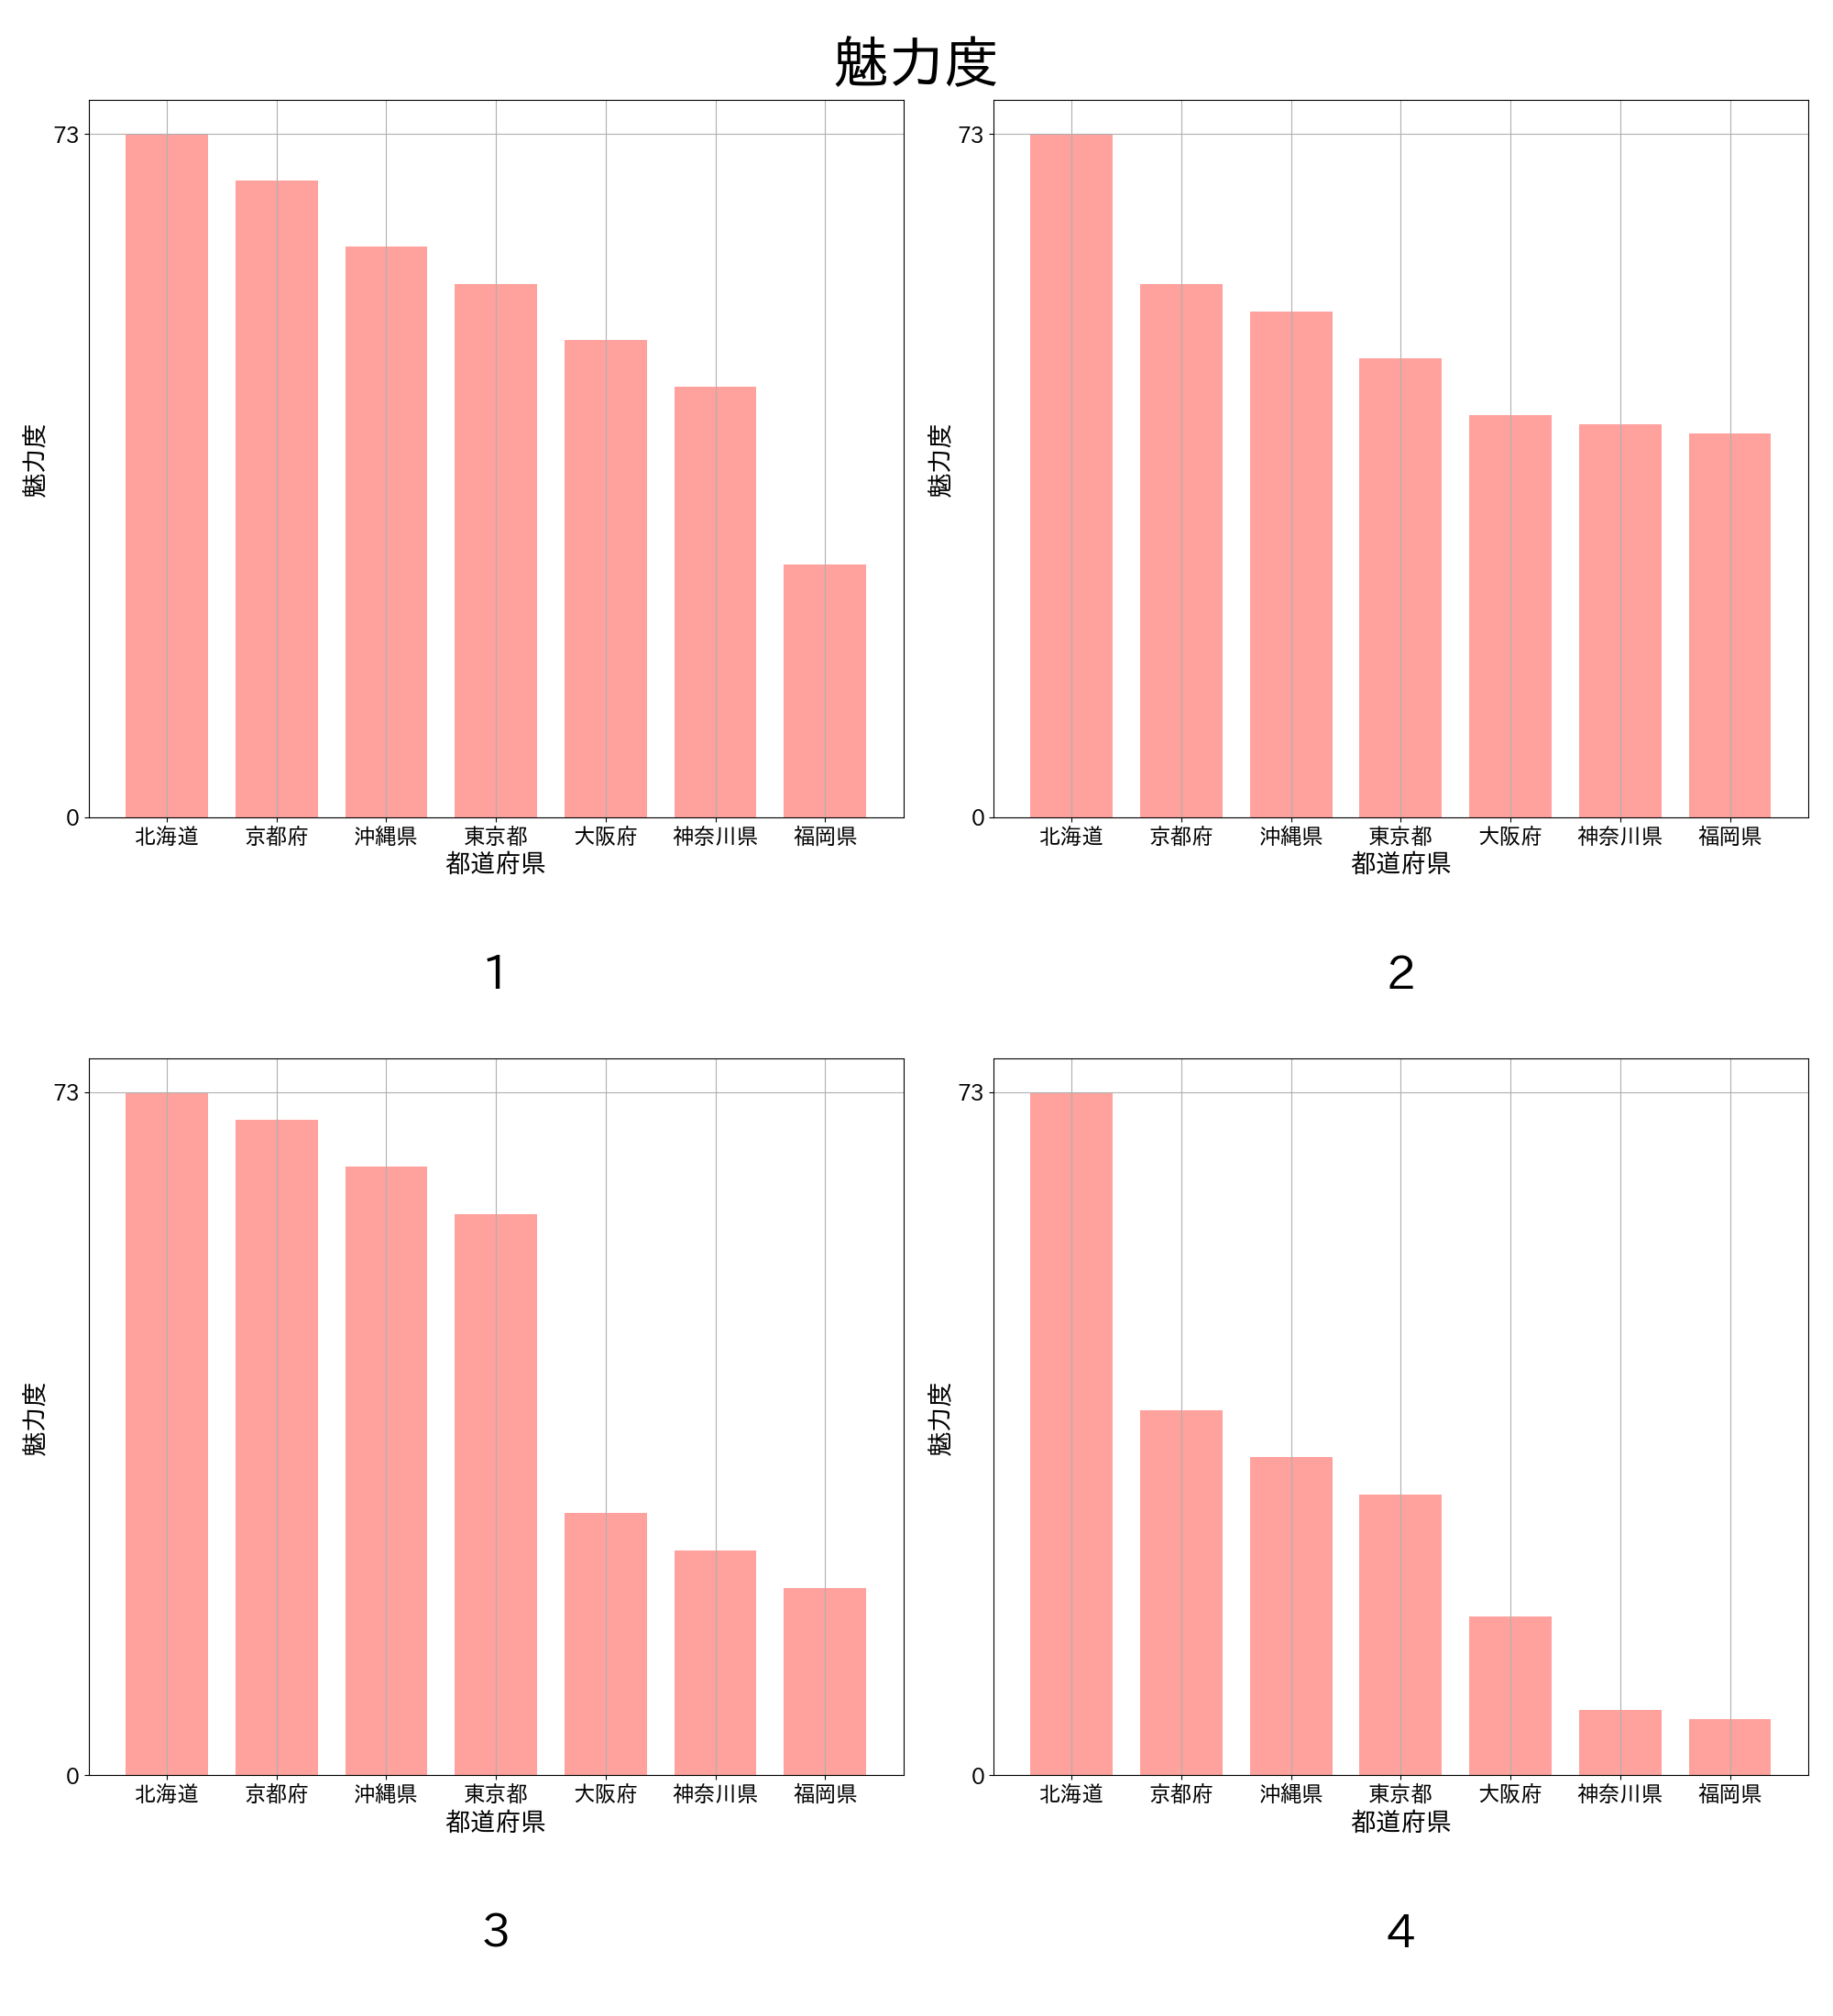 魅力度
73
0
魅力度
北海道 京都府 沖縄県 東京都 大阪府 神奈川県 福岡県
都道府県
1
73
0
魅力度
北海道 京都府 沖縄県 東京都 大阪府 神奈川県 福岡県
都道府県
2
73
0
魅力度
北海道 京都府 沖縄県 東京都 大阪府 神奈川県 福岡県
都道府県
3
73
0
魅力度
北海道 京都府 沖縄県 東京都 大阪府 神奈川県 福岡県
都道府県
4